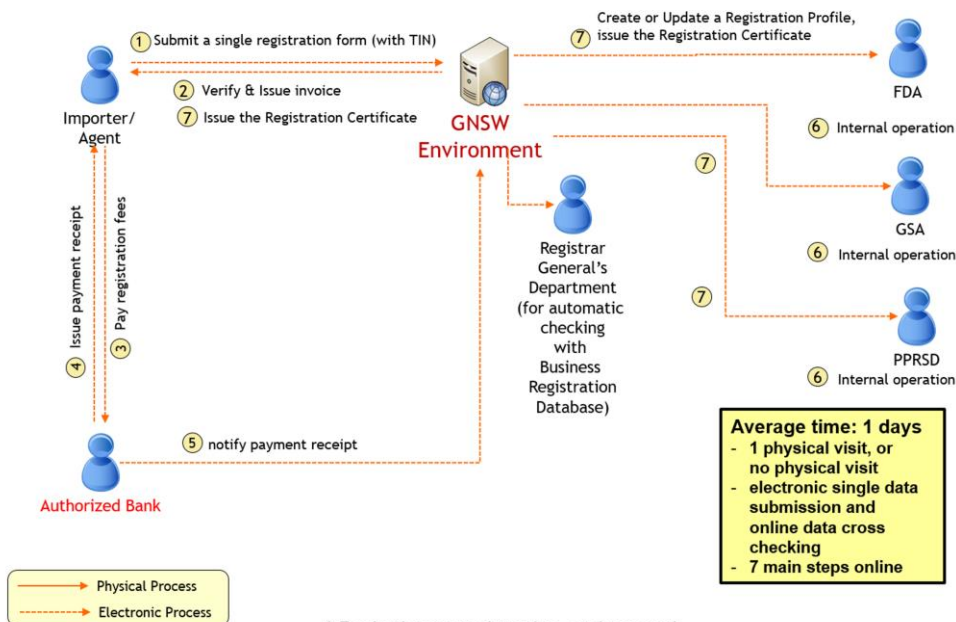 1 Submit a single registration form (with TIN)
2 Verify & Issue invoice
7 Issue the Registration Certificate
Importer/
Agent
GNSW
Environment
Create or Update a Registration Profile,
7 issue the Registration Certificate
FDA
6 Internal operation
7
GSA
6 Internal operation
7
PPRSD
6 Internal operation
Registrar
General's
Department
(for automatic
checking
with
Business
Registration
Database)
4 Issue payment receipt
3 Pay registration fees
5 notify payment receipt
Authorized Bank
Average time: 1 days
- 1 physical visit, or
no physical visit
- electronic single data
submission and
online data cross
checking
- 7 main steps online
Physical Process
Electronic Process